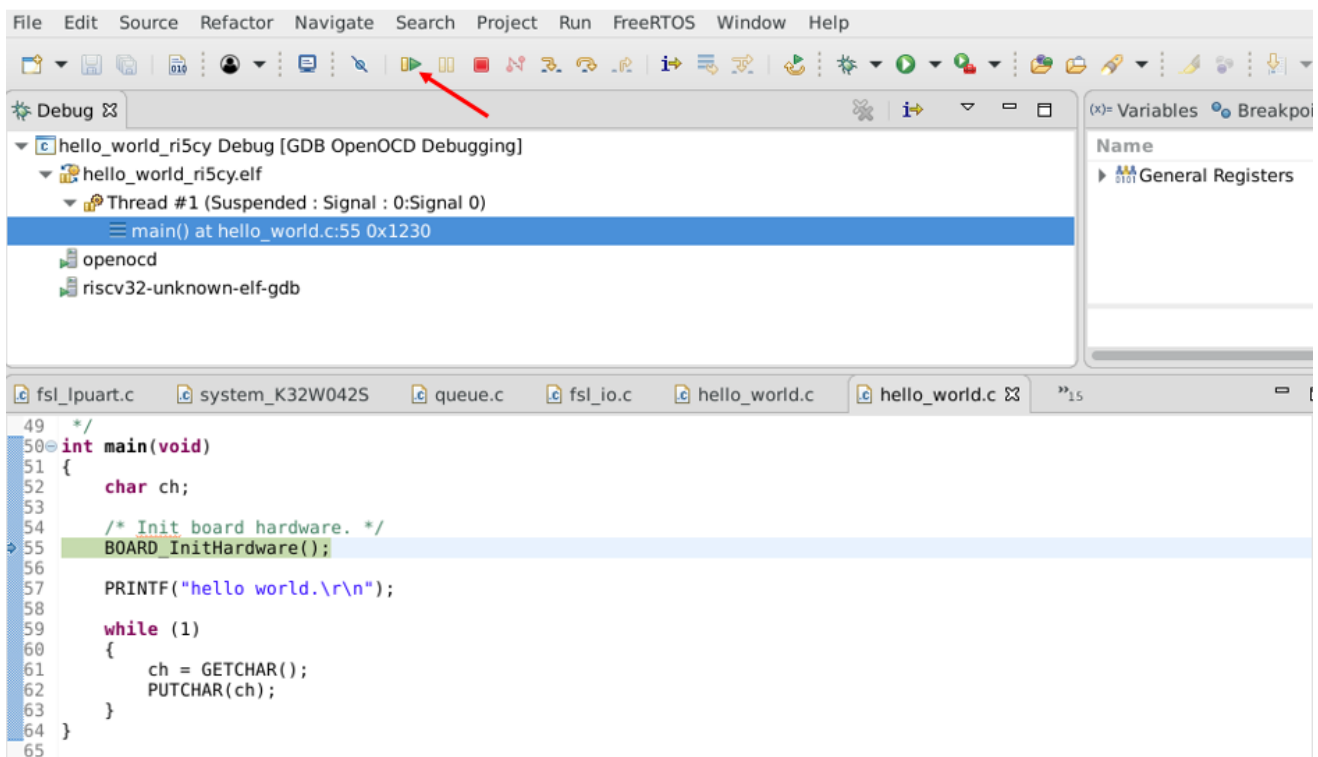 File Edit Source Refactor Navigate Search Project Run FreeRTOS Window Help
Debug
(x)= Variables Breakpoi
hello_world_ri5cy Debug [GDB OpenOCD Debugging]
Name
hello_world_ri5cy.elf
General Registers
Thread #1 (Suspended : Signal : 0:Signal 0)
main() at hello_world.c:55 0x1230
openocd
riscv32-unknown-elf-gdb
fsl_lpuart.c system_K32W042S queue.c fsl_io.c hello_world.c hello_world.c »15
49 */
50 int main(void)
51 {
52 char ch;
53
54 /* Init board hardware. */
55 BOARD_InitHardware();
56
57 PRINTF("hello world.\r\n");
58
59 while (1)
60 {
61 ch = GETCHAR();
62 PUTCHAR(ch);
63 }
64 }
65